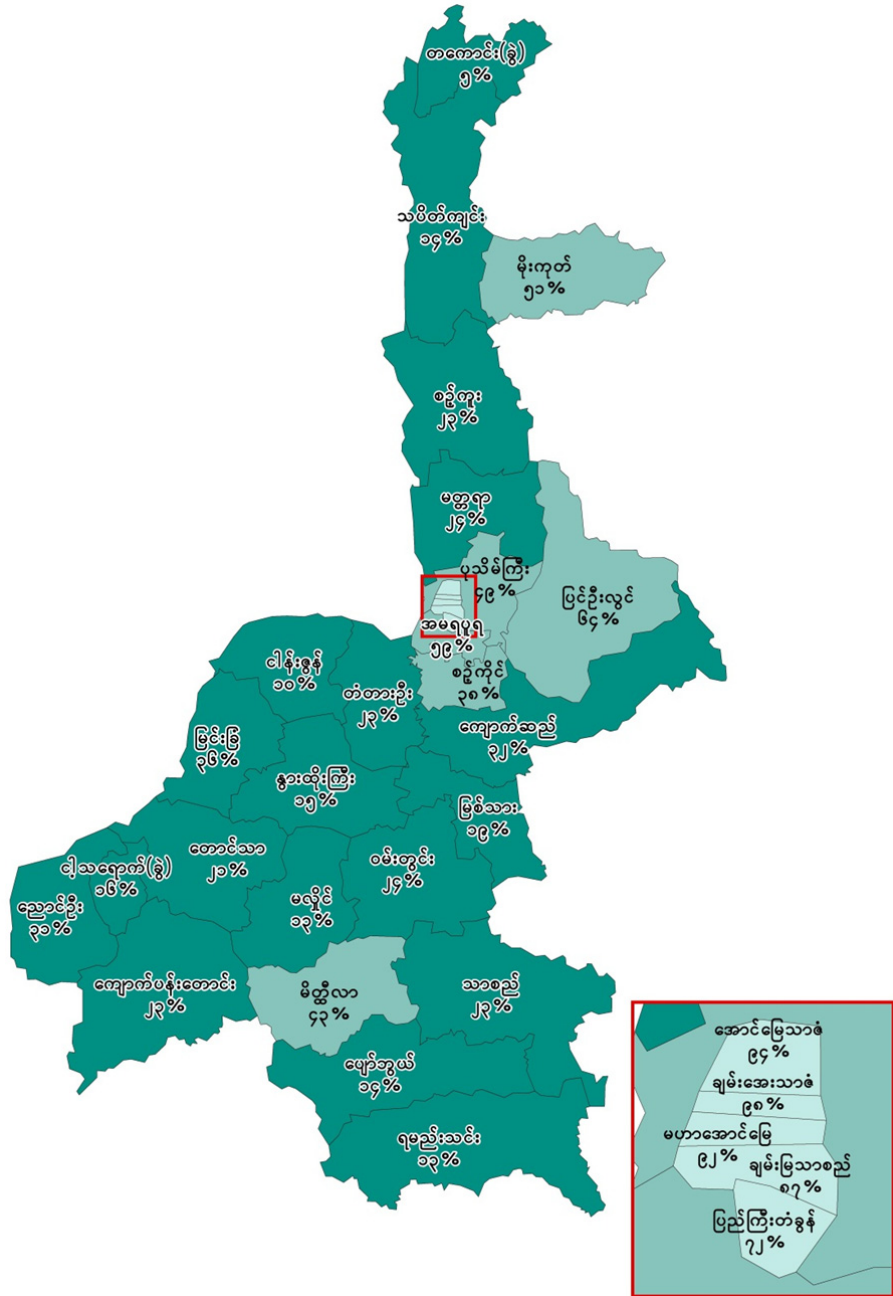 တကောင်း(ခွဲ)
၅%
သပိတ်ကျင်း
၁၄%
မိုးကုတ်
၅၁%
စဉ့်ကူး
၂၃%
မတ္တရာ
၂၄%
ပုသိမ်ကြီး
၄၉%
ပြင်ဦးလွင်
၆၄%
အမရပူရ
၅၉%
စဉ့်ကိုင်
၃၈%
ငါန်းဇွန်
၁၀%
တံတားဦး
၂၃%
ကျောက်ဆည်
၃၂%
မြင်းခြံ
၃၆%
နွားထိုးကြီး
၁၅%
မြစ်သား
၁၉%
တောင်သာ
၂၁%
ဝမ်းတွင်း
၂၄%
ငါ့သရောက်(ခွဲ)
၁၆%
မလှိုင်
၁၃%
ညောင်ဦး
၃၁%
ကျောက်ပန်းတောင်း
၂၃%
မိတ္ထီလာ
၄၃%
သာစည်
၂၃%
ပျော်ဘွယ်
၁၄%
ရမည်းသင်း
၁၃%
အောင်မြေသာဇံ
၉၄%
ချမ်းအေးသာဇံ
၉၈%
မဟာအောင်မြေ
၉၂%
ချမ်းမြသာစည်
၈၇%
ပြည်ကြီးတံခွန်
၇၂%